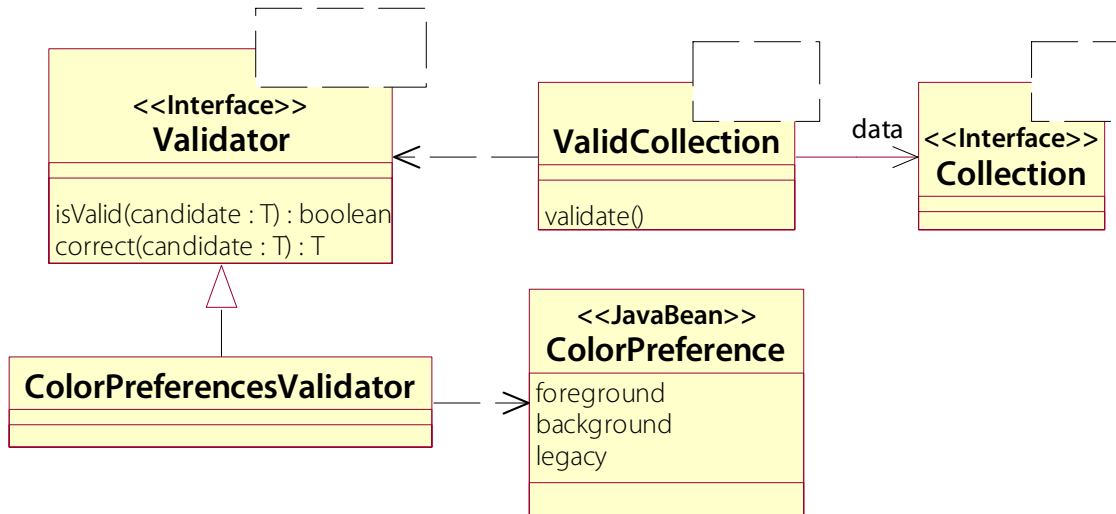 <<Interface>>
Validator
isValid(candidate : T) : boolean
correct(candidate : T) : T
ValidCollection
validate()
data
<<Interface>>
Collection
ColorPreferencesValidator
<<JavaBean>>
ColorPreference
foreground
background
legacy